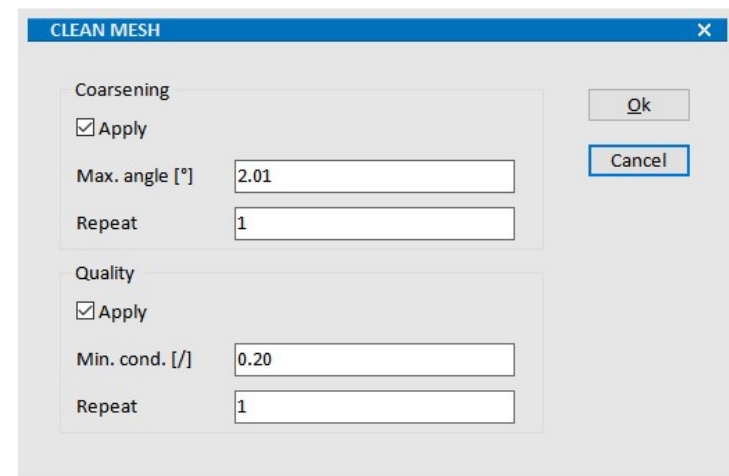 CLEAN MESH
Coarsening
Apply
Max. angle [°] 2.01
Repeat 1
Quality
Apply
Min. cond. [/] 0.20
Repeat 1
Ok
Cancel